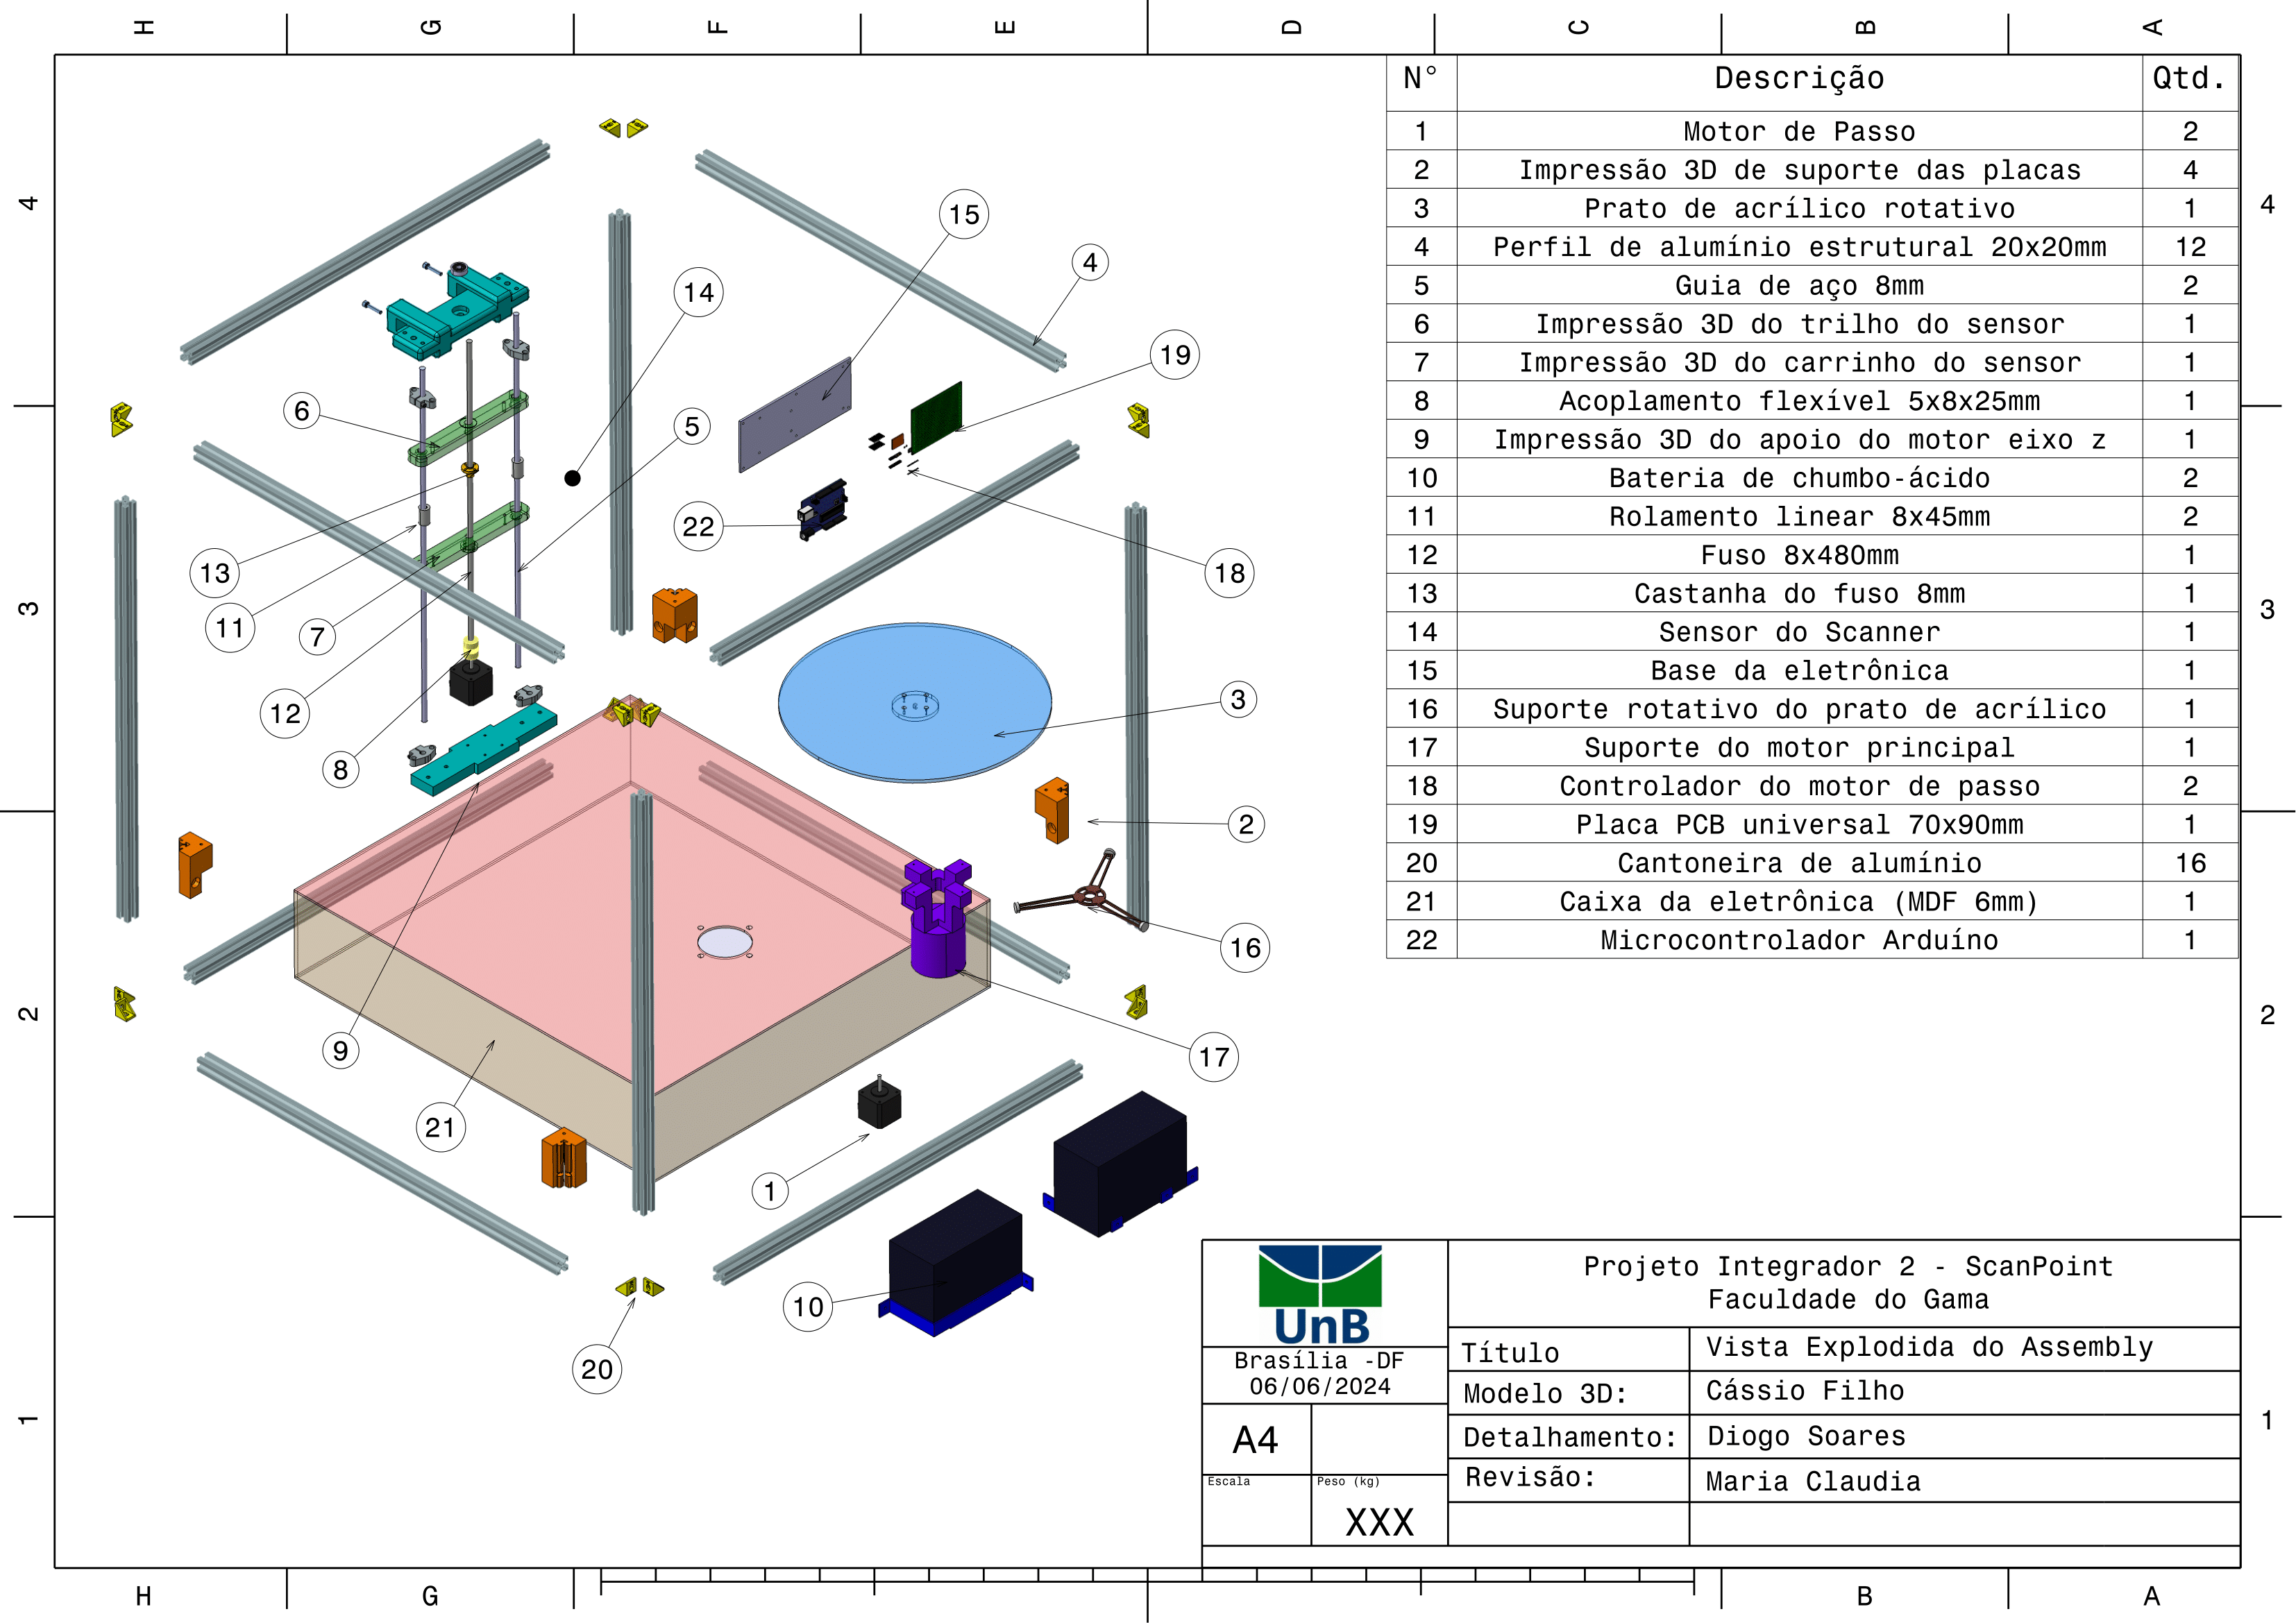 H G F E D C B A
N° Descrição Qtd.
1 Motor de Passo 2
2 Impressão 3D de suporte das placas 4
3 Prato de acrílico rotativo 1
4 Perfil de alumínio estrutural 20x20mm 12
5 Guia de aço 8mm 2
6 Impressão 3D do trilho do sensor 1
7 Impressão 3D do carrinho do sensor 1
8 Acoplamento flexível 5x8x25mm 1
9 Impressão 3D do apoio do motor eixo z 1
10 Bateria de chumbo-ácido 2
11 Rolamento linear 8x45mm 2
12 Fuso 8x480mm 1
13 Castanha do fuso 8mm 1
14 Sensor do Scanner 1
15 Base da eletrônica 1
16 Suporte rotativo do prato de acrílico 1
17 Suporte do motor principal 1
18 Controlador do motor de passo 2
19 Placa PCB universal 70x90mm 1
20 Cantoneira de alumínio 16
21 Caixa da eletrônica (MDF 6mm) 1
22 Microcontrolador Arduíno 1
4
4
3
3
2
2
1
1
15
4
14
19
6
5
22
13
18
11
7
3
12
8
2
16
9
17
21
1
10
20
UnB
Brasília -DF
06/06/2024
A4
Escala
Peso (kg)
XXX
Projeto Integrador 2 - ScanPoint
Faculdade do Gama
Título Vista Explodida do Assembly
Modelo 3D: Cássio Filho
Detalhamento: Diogo Soares
Revisão: Maria Claudia
H G B A